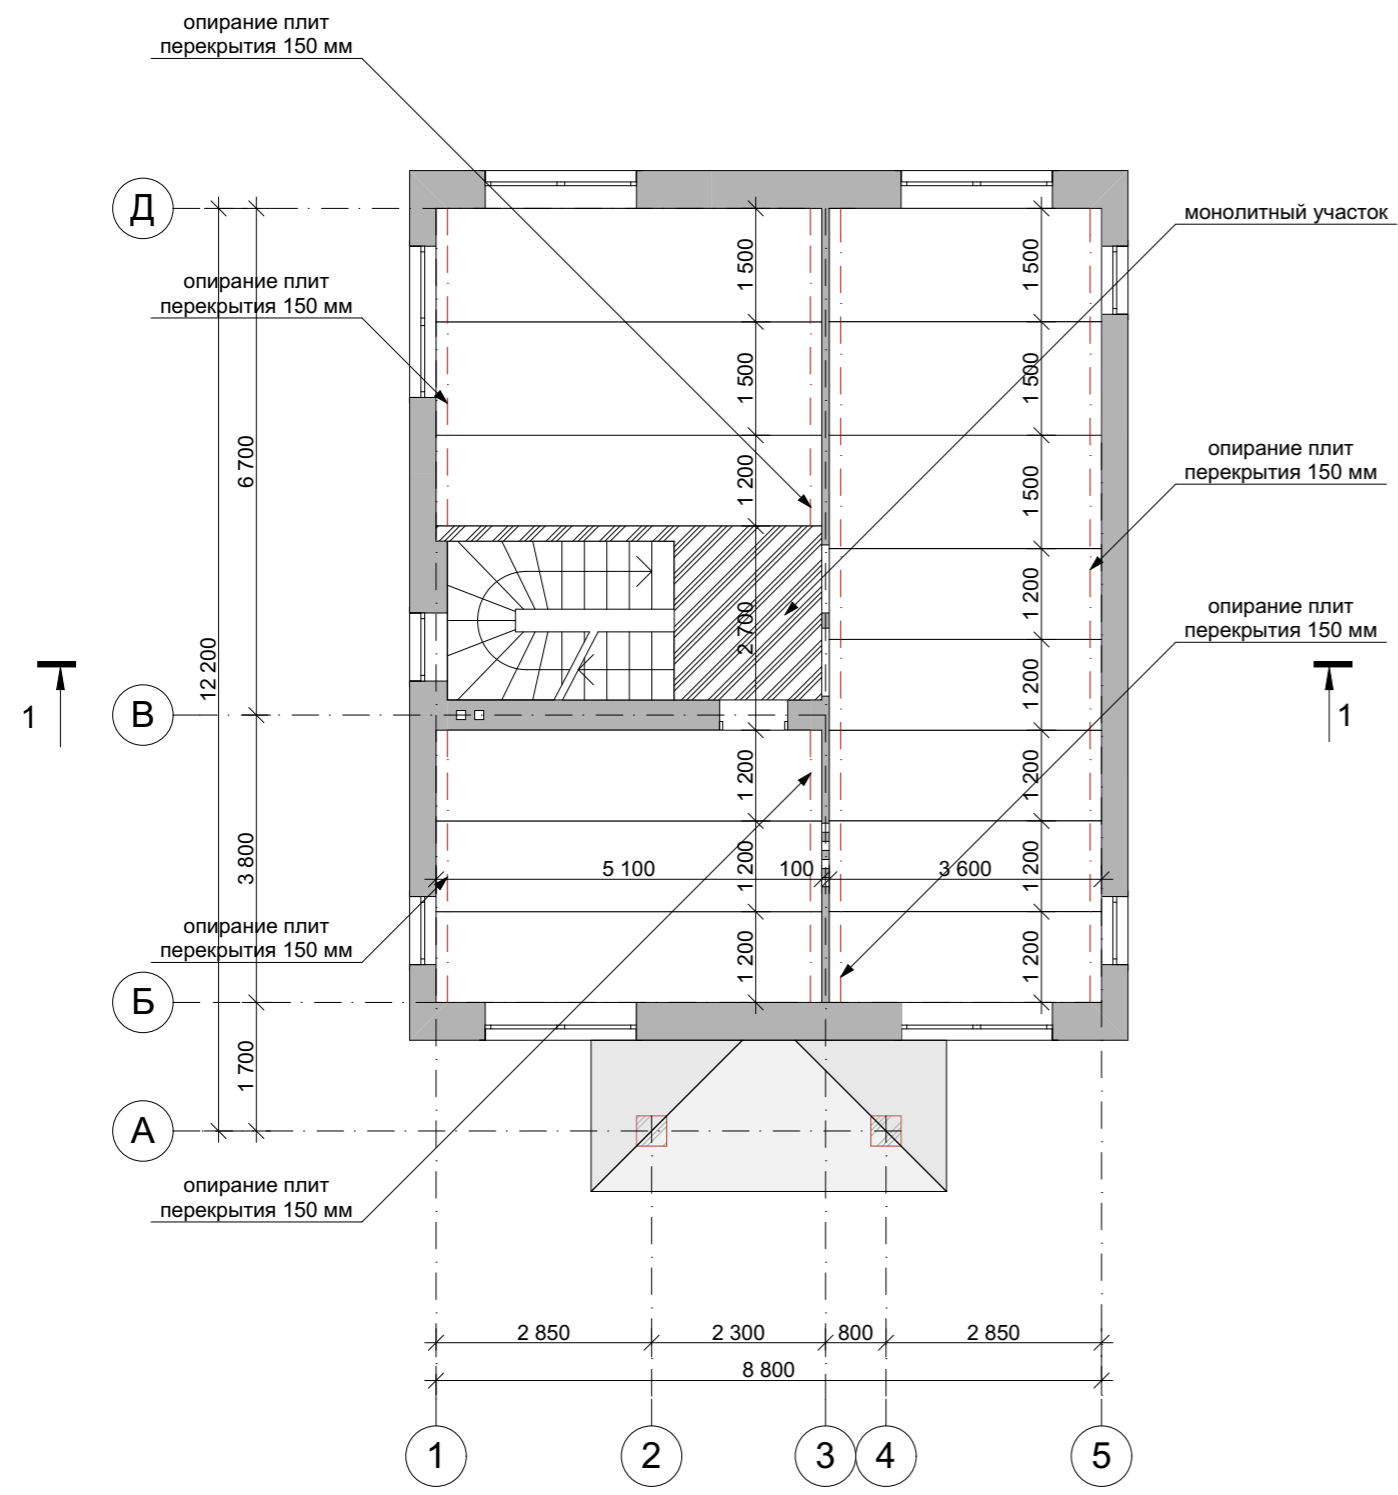 опирание плит
перекрытия 150 мм
Д
монолитный участок
1 500
1 500
опирание плит
перекрытия 150 мм
1 500
1 500
6 700
1 200
1 500
опирание плит
перекрытия 150 мм
2 700
1 200
опирание плит
перекрытия 150 мм
12 200
1 200
1
В
1
1 200
1 200
3 800
5 100
100
3 600
1 200
1 200
опирание плит
перекрытия 150 мм
1 200
1 200
Б
1 700
А
опирание плит
перекрытия 150 мм
2 850
2 300
800
2 850
8 800
1
2
3
4
5